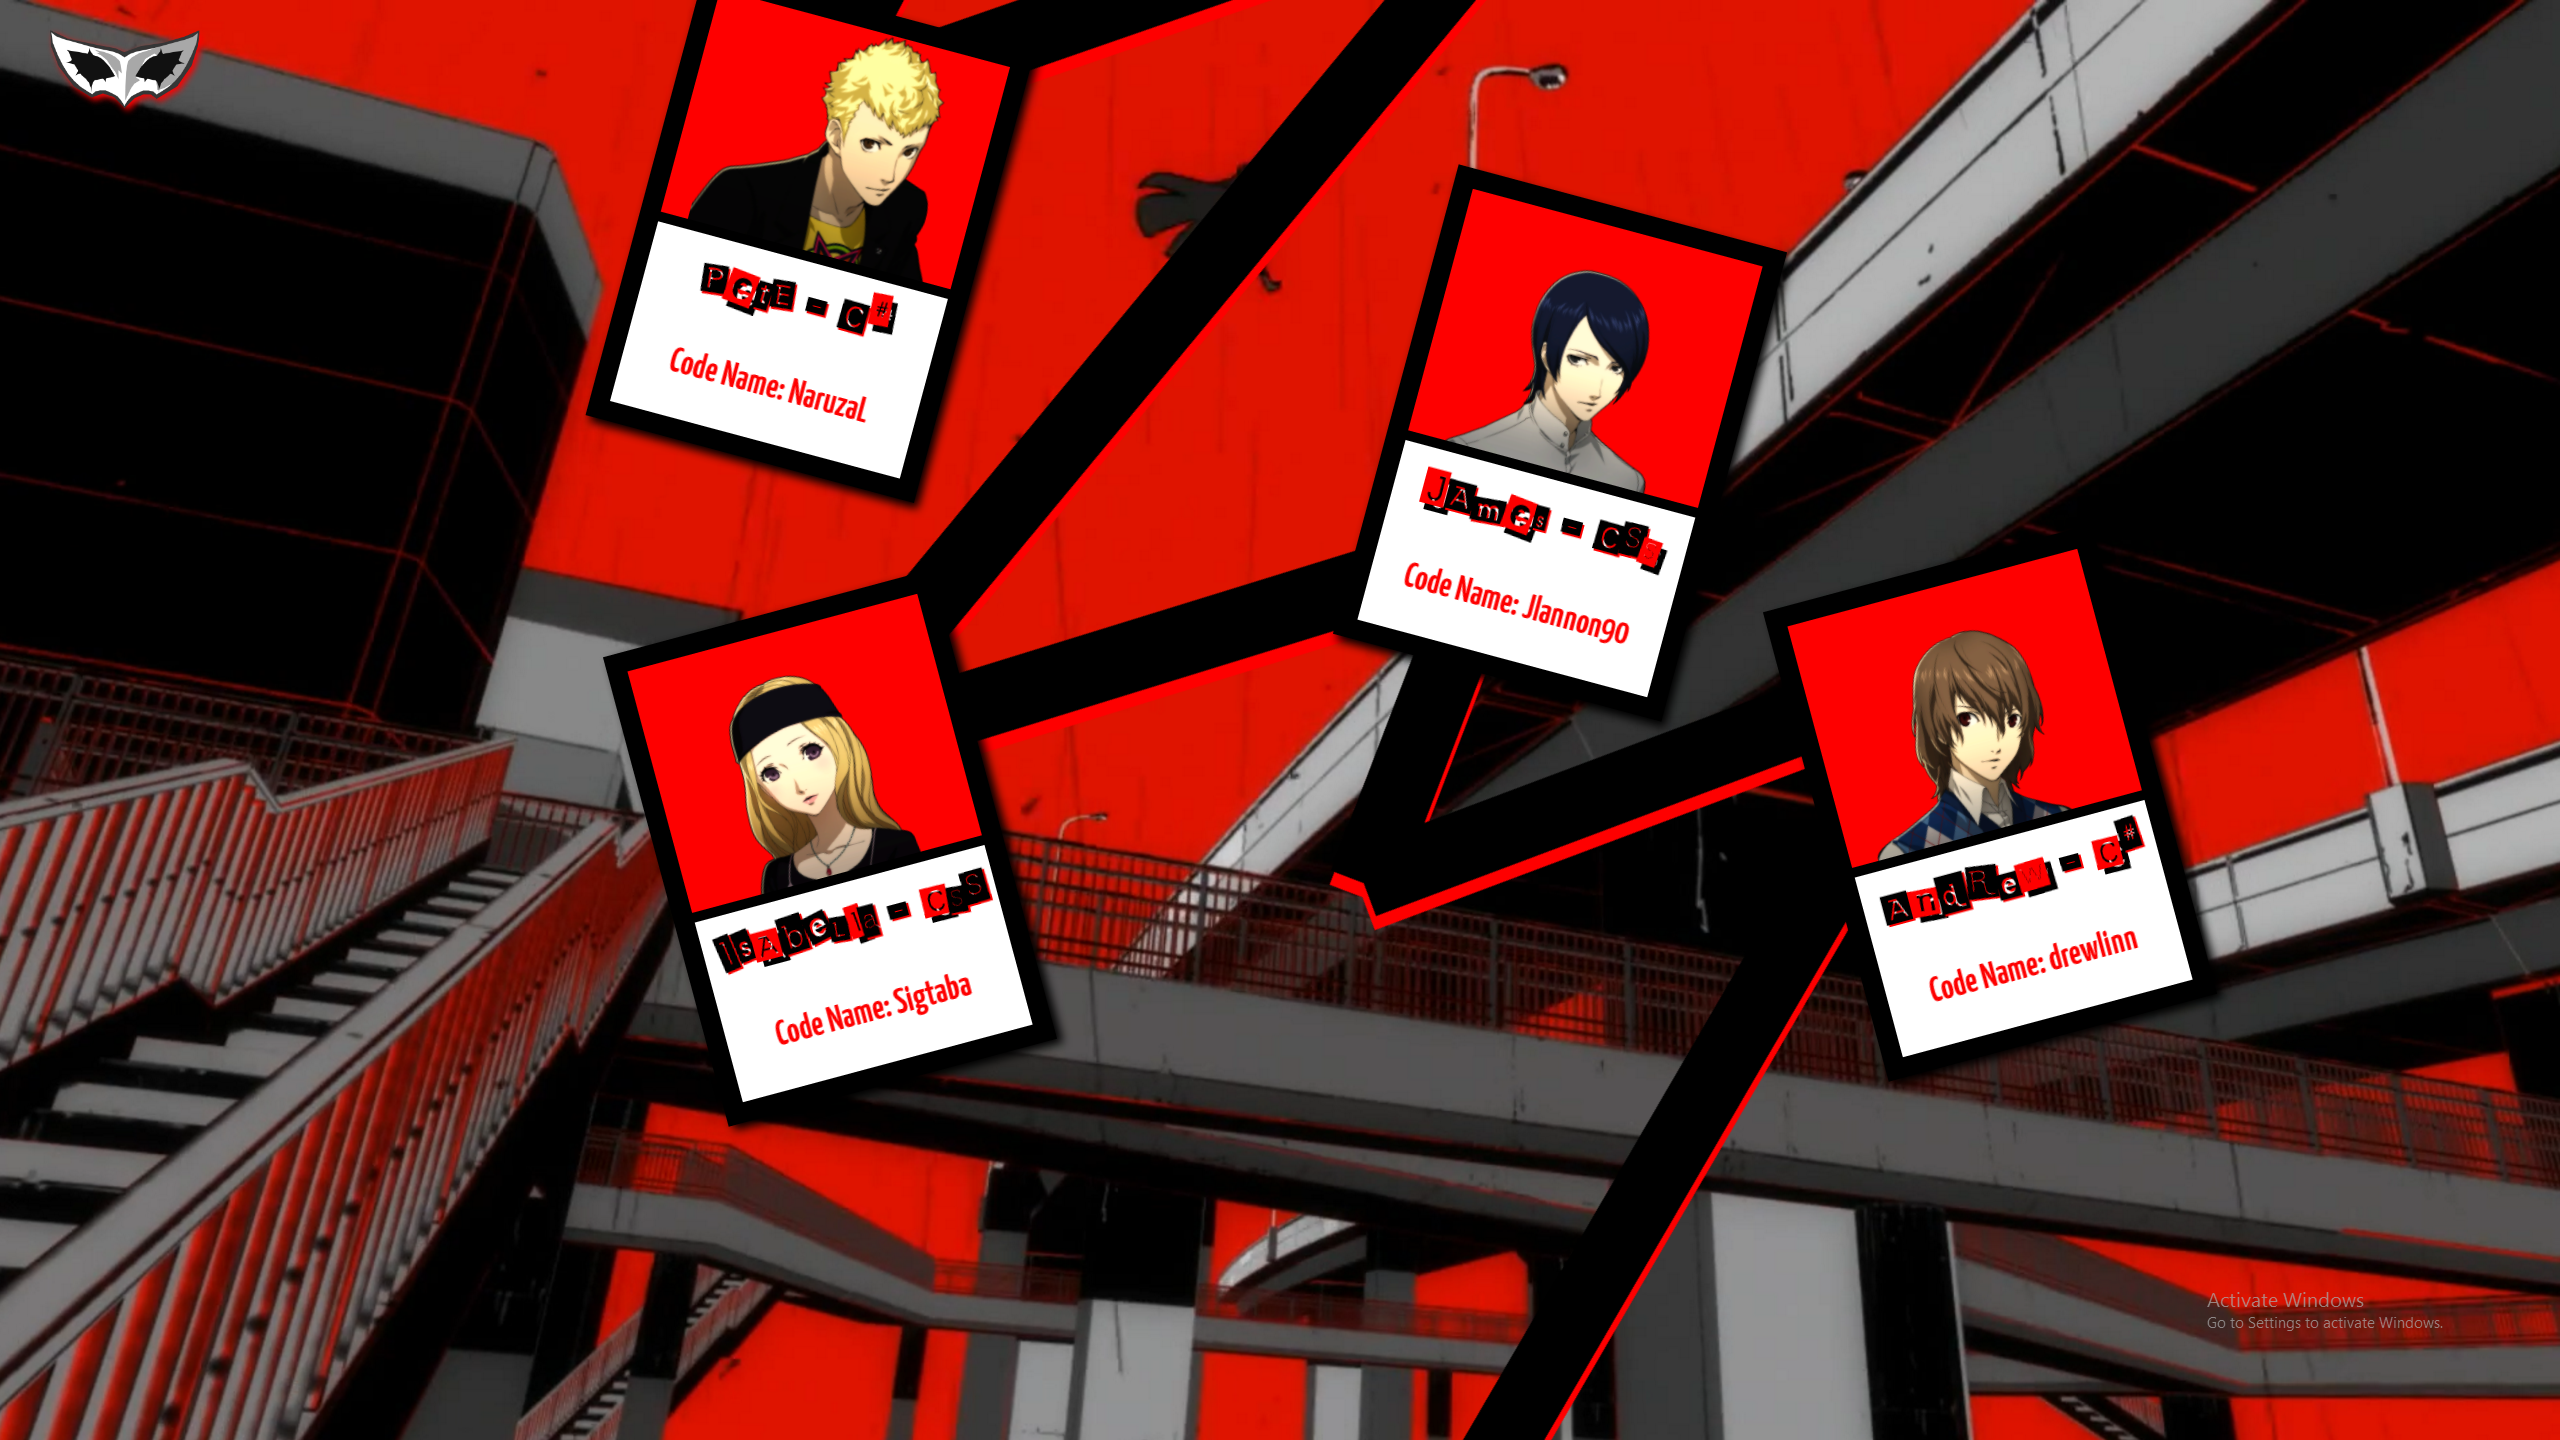 PetE - C#
Code Name: NaruzaL
JAmes - CSs
Code Name: Jlannon90
IsAbeLla - CsS
Code Name: Sigtaba
AndRew - C#
Code Name: drewlinn
Activate Windows
Go to Settings to activate Windows.